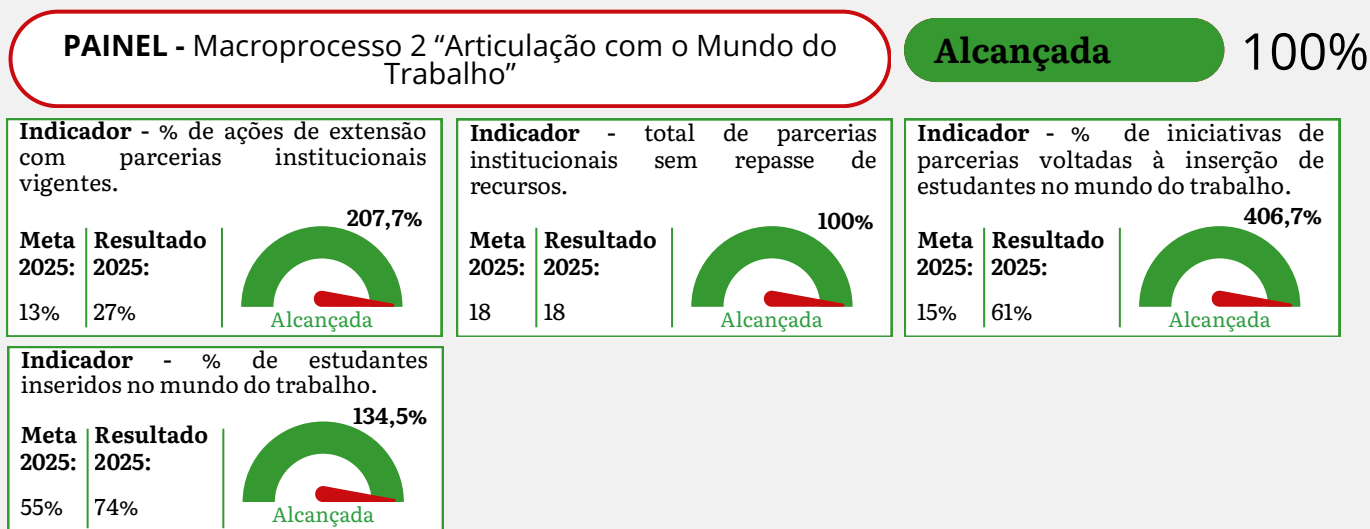 PAINEL - Macroprocesso 2 “Articulação com o Mundo do
Trabalho”
Alcançada
100%
Indicador - % de ações de extensão
com parcerias institucionais
vigentes.
207,7%
Meta
2025:
Resultado
2025:
13%
27%
Alcançada
Indicador - total de parcerias
institucionais sem repasse de
recursos.
100%
Meta
2025:
Resultado
2025:
18
18
Alcançada
Indicador - % de iniciativas de
parcerias voltadas à inserção de
estudantes no mundo do trabalho.
406,7%
Meta
2025:
Resultado
2025:
15%
61%
Alcançada
Indicador - % de estudantes
inseridos no mundo do trabalho.
134,5%
Meta
2025:
Resultado
2025:
55%
74%
Alcançada